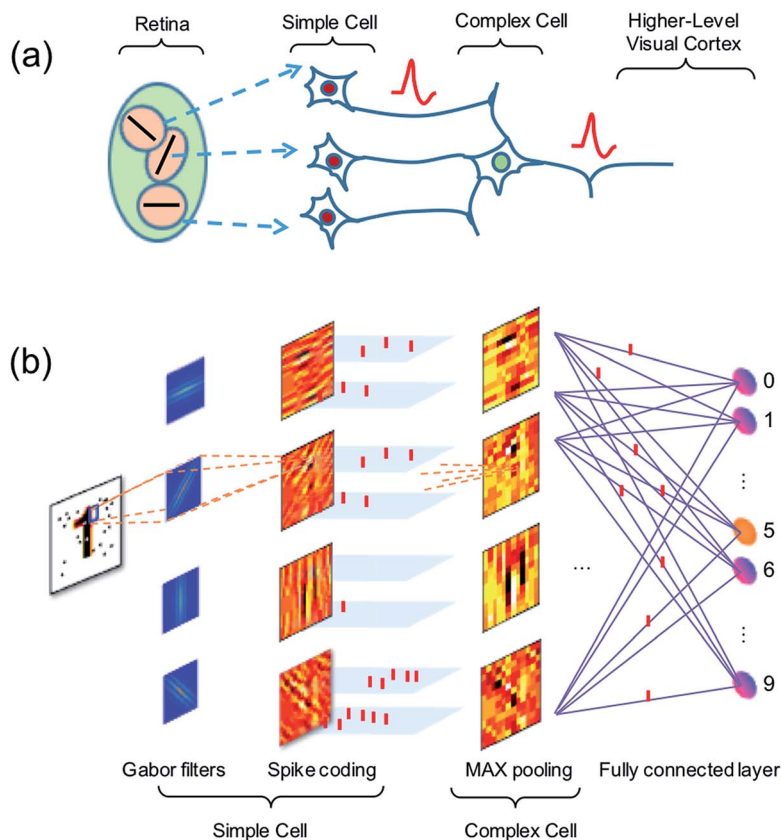 Retina
Simple Cell
Complex Cell
Higher-Level
Visual Cortex
(a)
(b)
0
1
⋮
5
6
⋮
9
...
1
Gabor filters
Spike coding
MAX pooling
Fully connected layer
Simple Cell
Complex Cell